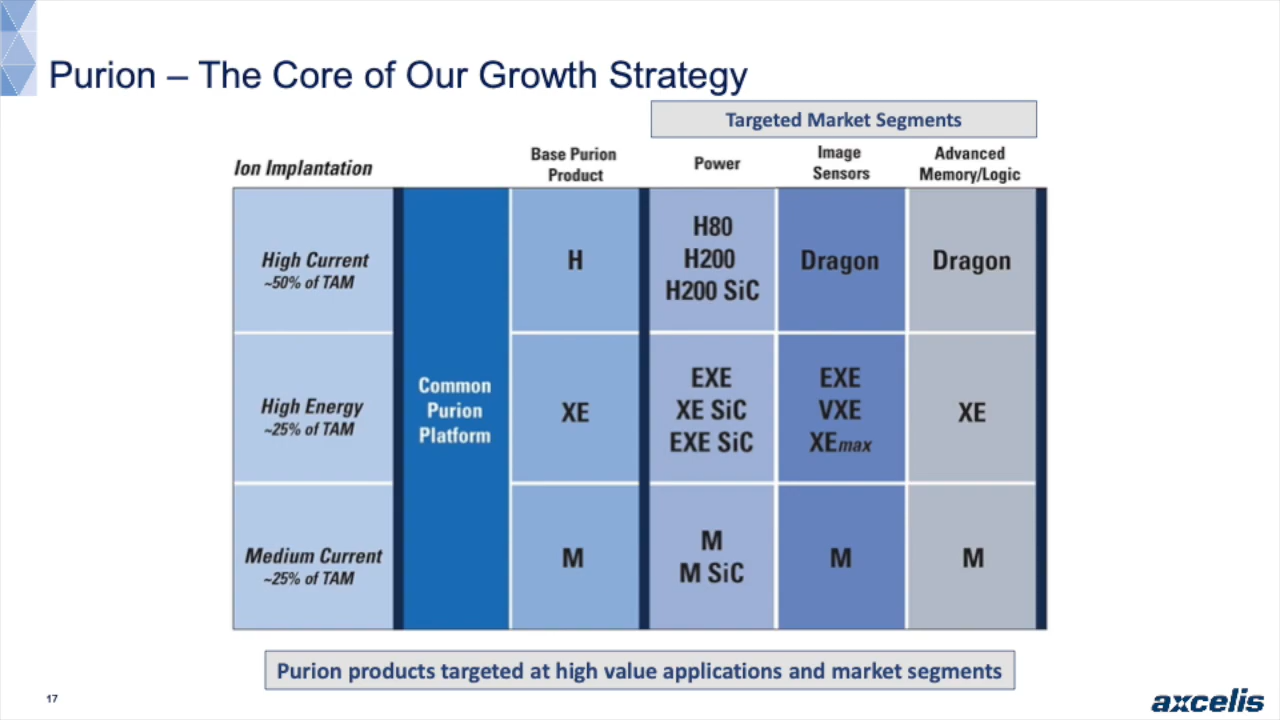 Purion – The Core of Our Growth Strategy
Targeted Market Segments
Ion Implantation
Base Purion
Product
Power
Image
Sensors
Advanced
Memory/Logic
High Current
~50% of TAM
Common
Purion
Platform
H
H80
H200
H200 SiC
Dragon
Dragon
High Energy
~25% of TAM
XE
EXE
XE SiC
EXE SiC
EXE
VXE
XEmax
XE
Medium Current
~25% of TAM
M
M
M SiC
M
M
Purion products targeted at high value applications and market segments
17
axcelis